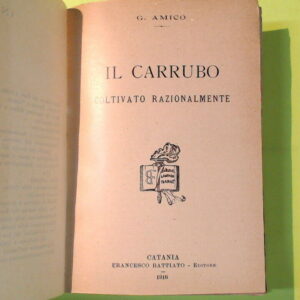 G. AMICO
IL CARRUBO
COLTIVATO RAZIONALMENTE
CATANIA
FRANCESCO BATTIATO - EDITORE